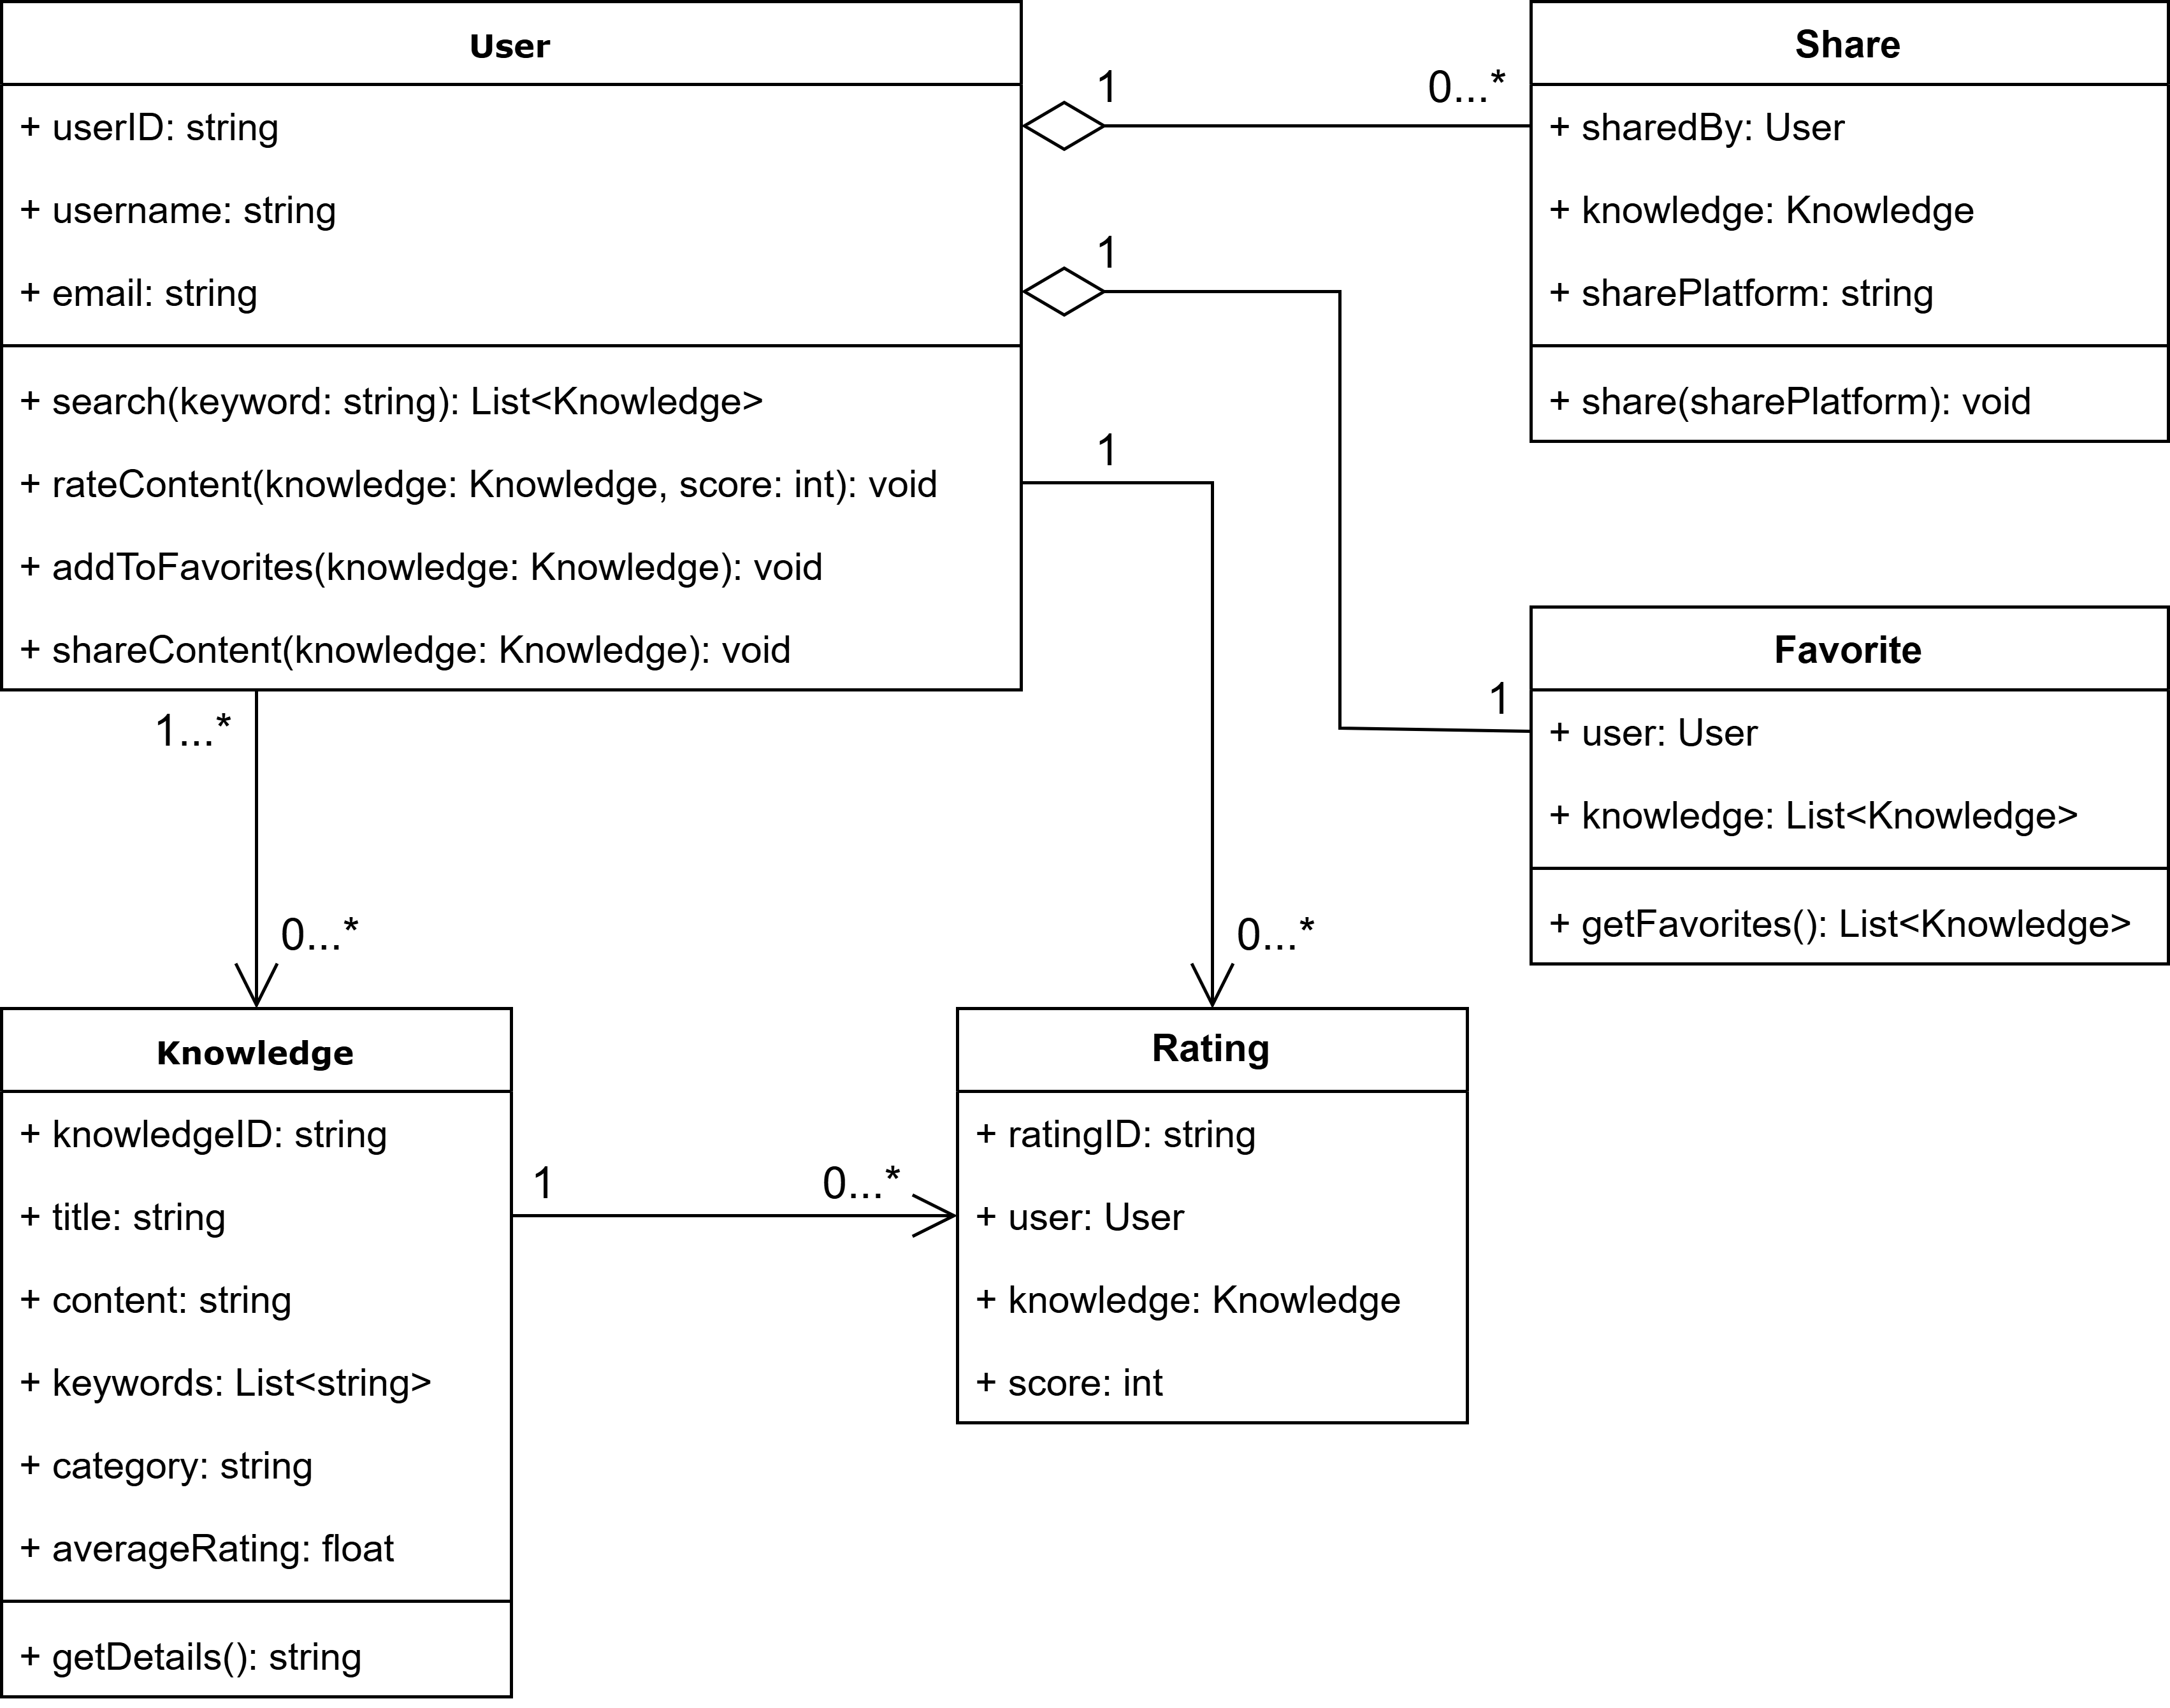 User
+ userID: string
+ username: string
+ email: string
+ search(keyword: string): List<Knowledge>
+ rateContent(knowledge: Knowledge, score: int): void
+ addToFavorites(knowledge: Knowledge): void
+ shareContent(knowledge: Knowledge): void
1
0...*
Share
+ sharedBy: User
+ knowledge: Knowledge
+ sharePlatform: string
+ share(sharePlatform): void
1
1
Favorite
+ user: User
+ knowledge: List<Knowledge>
+ getFavorites(): List<Knowledge>
1
0...*
1...*
0...*
Knowledge
+ knowledgeID: string
+ title: string
+ content: string
+ keywords: List<string>
+ category: string
+ averageRating: float
+ getDetails(): string
1
0...*
Rating
+ ratingID: string
+ user: User
+ knowledge: Knowledge
+ score: int